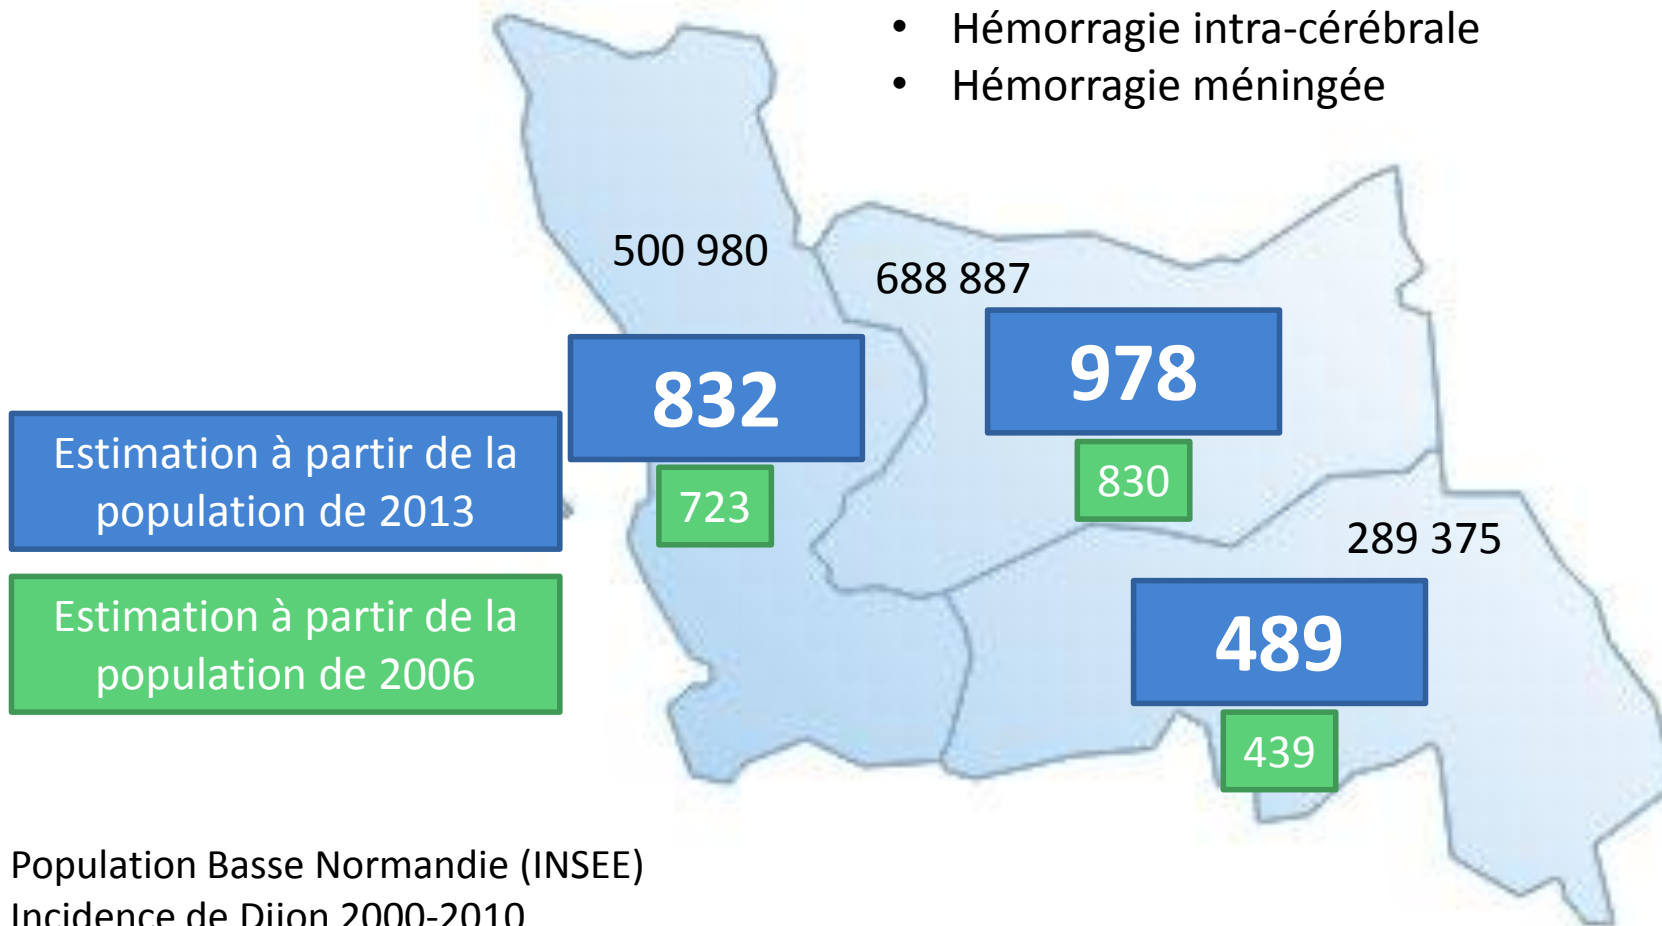 • Hémorragie intra-cérébrale
• Hémorragie méningée
500 980
688 887
978
832
830
723
Estimation à partir de la
population de 2013
289 375
Estimation à partir de la
population de 2006
489
439
Population Basse Normandie (INSEE)
Incidence de Dijon 2000-2010